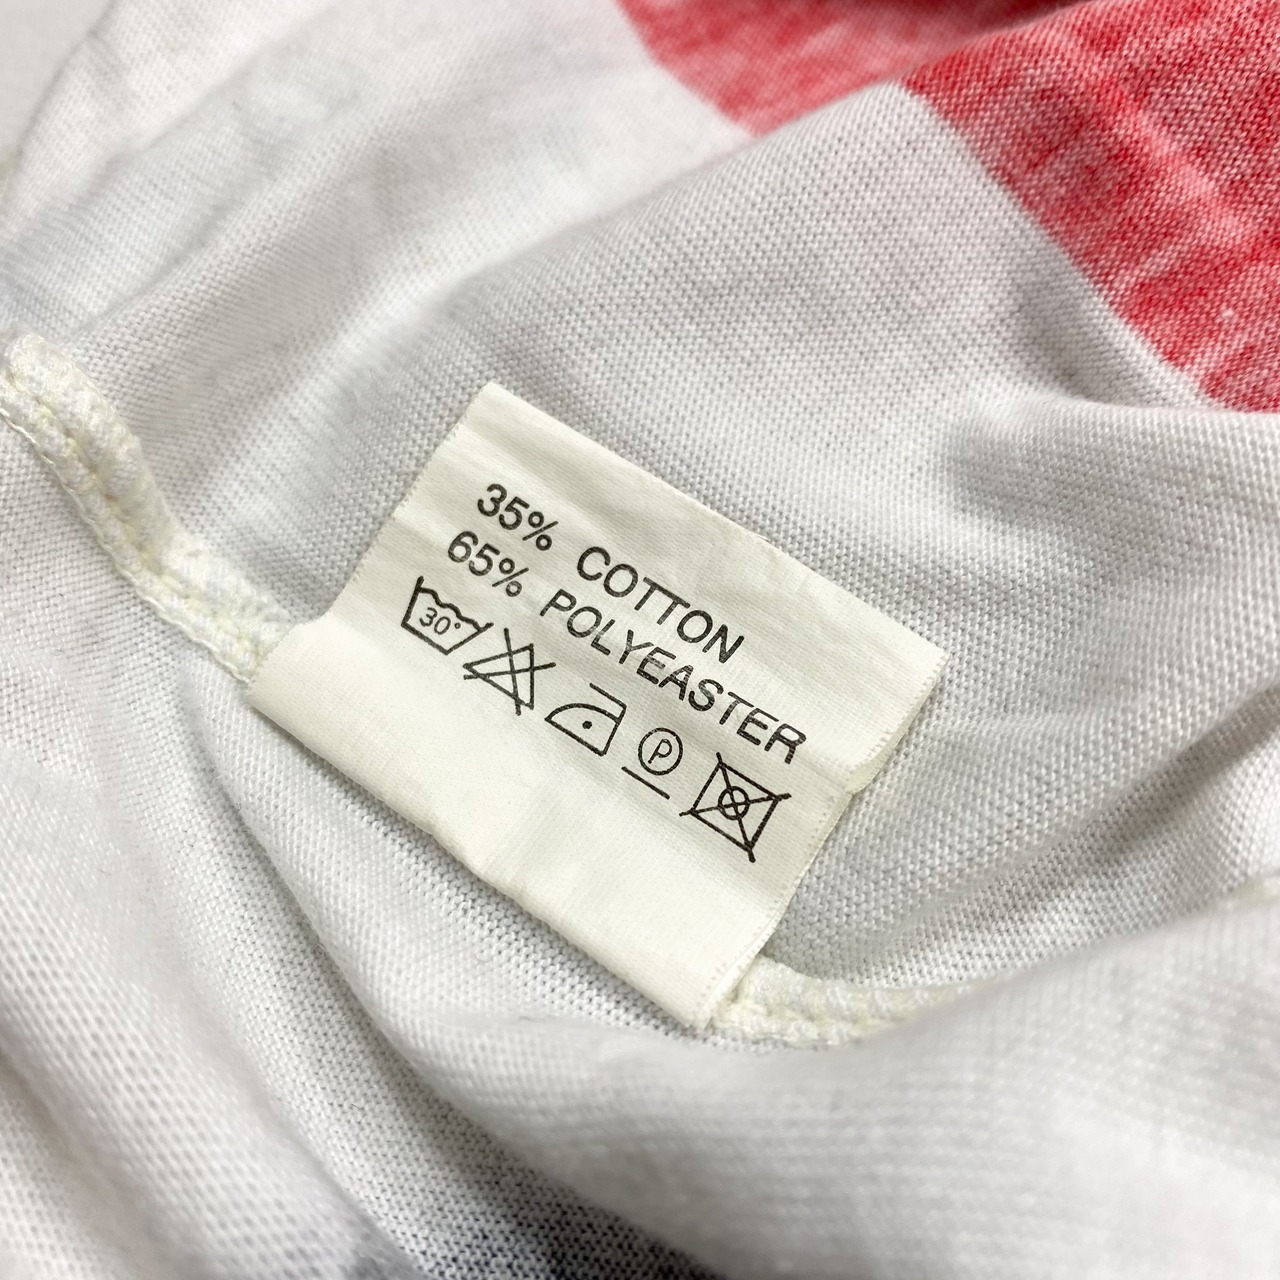 35% COTTON
65% POLYEASTER
30°
P